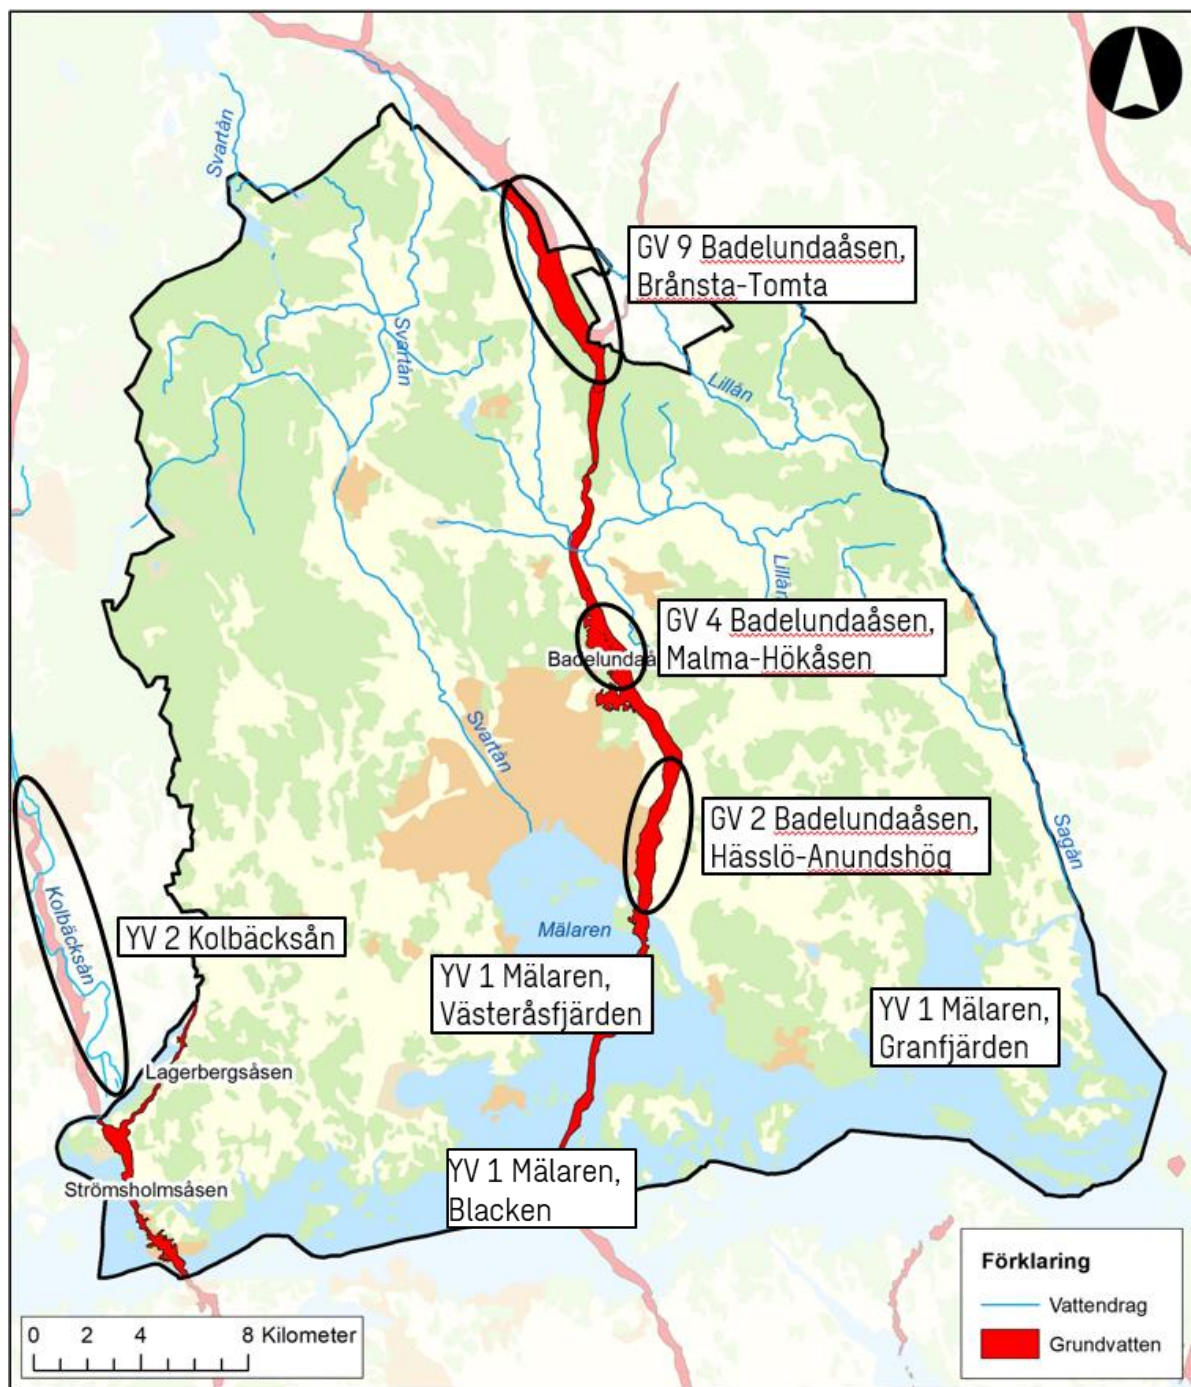 Svartån
GV 9 Badelundaåsen,
Brånsta-Tomta
Svartån
Lillån
Lillån
GV 4 Badelundaåsen,
Malma-Hökåsen
Badelundaå
Svartån
GV 2 Badelundaåsen,
Hässlö-Anundshög
Sagån
Kolbäcksån
YV 2 Kolbäcksån
Mälaren
YV 1 Mälaren,
Västeråsfjärden
YV 1 Mälaren,
Granfjärden
Lagerbergsåsen
YV 1 Mälaren,
Blacken
Strömsholmsåsen
Förklaring
Vattendrag
Grundvatten
0 2 4 8 Kilometer